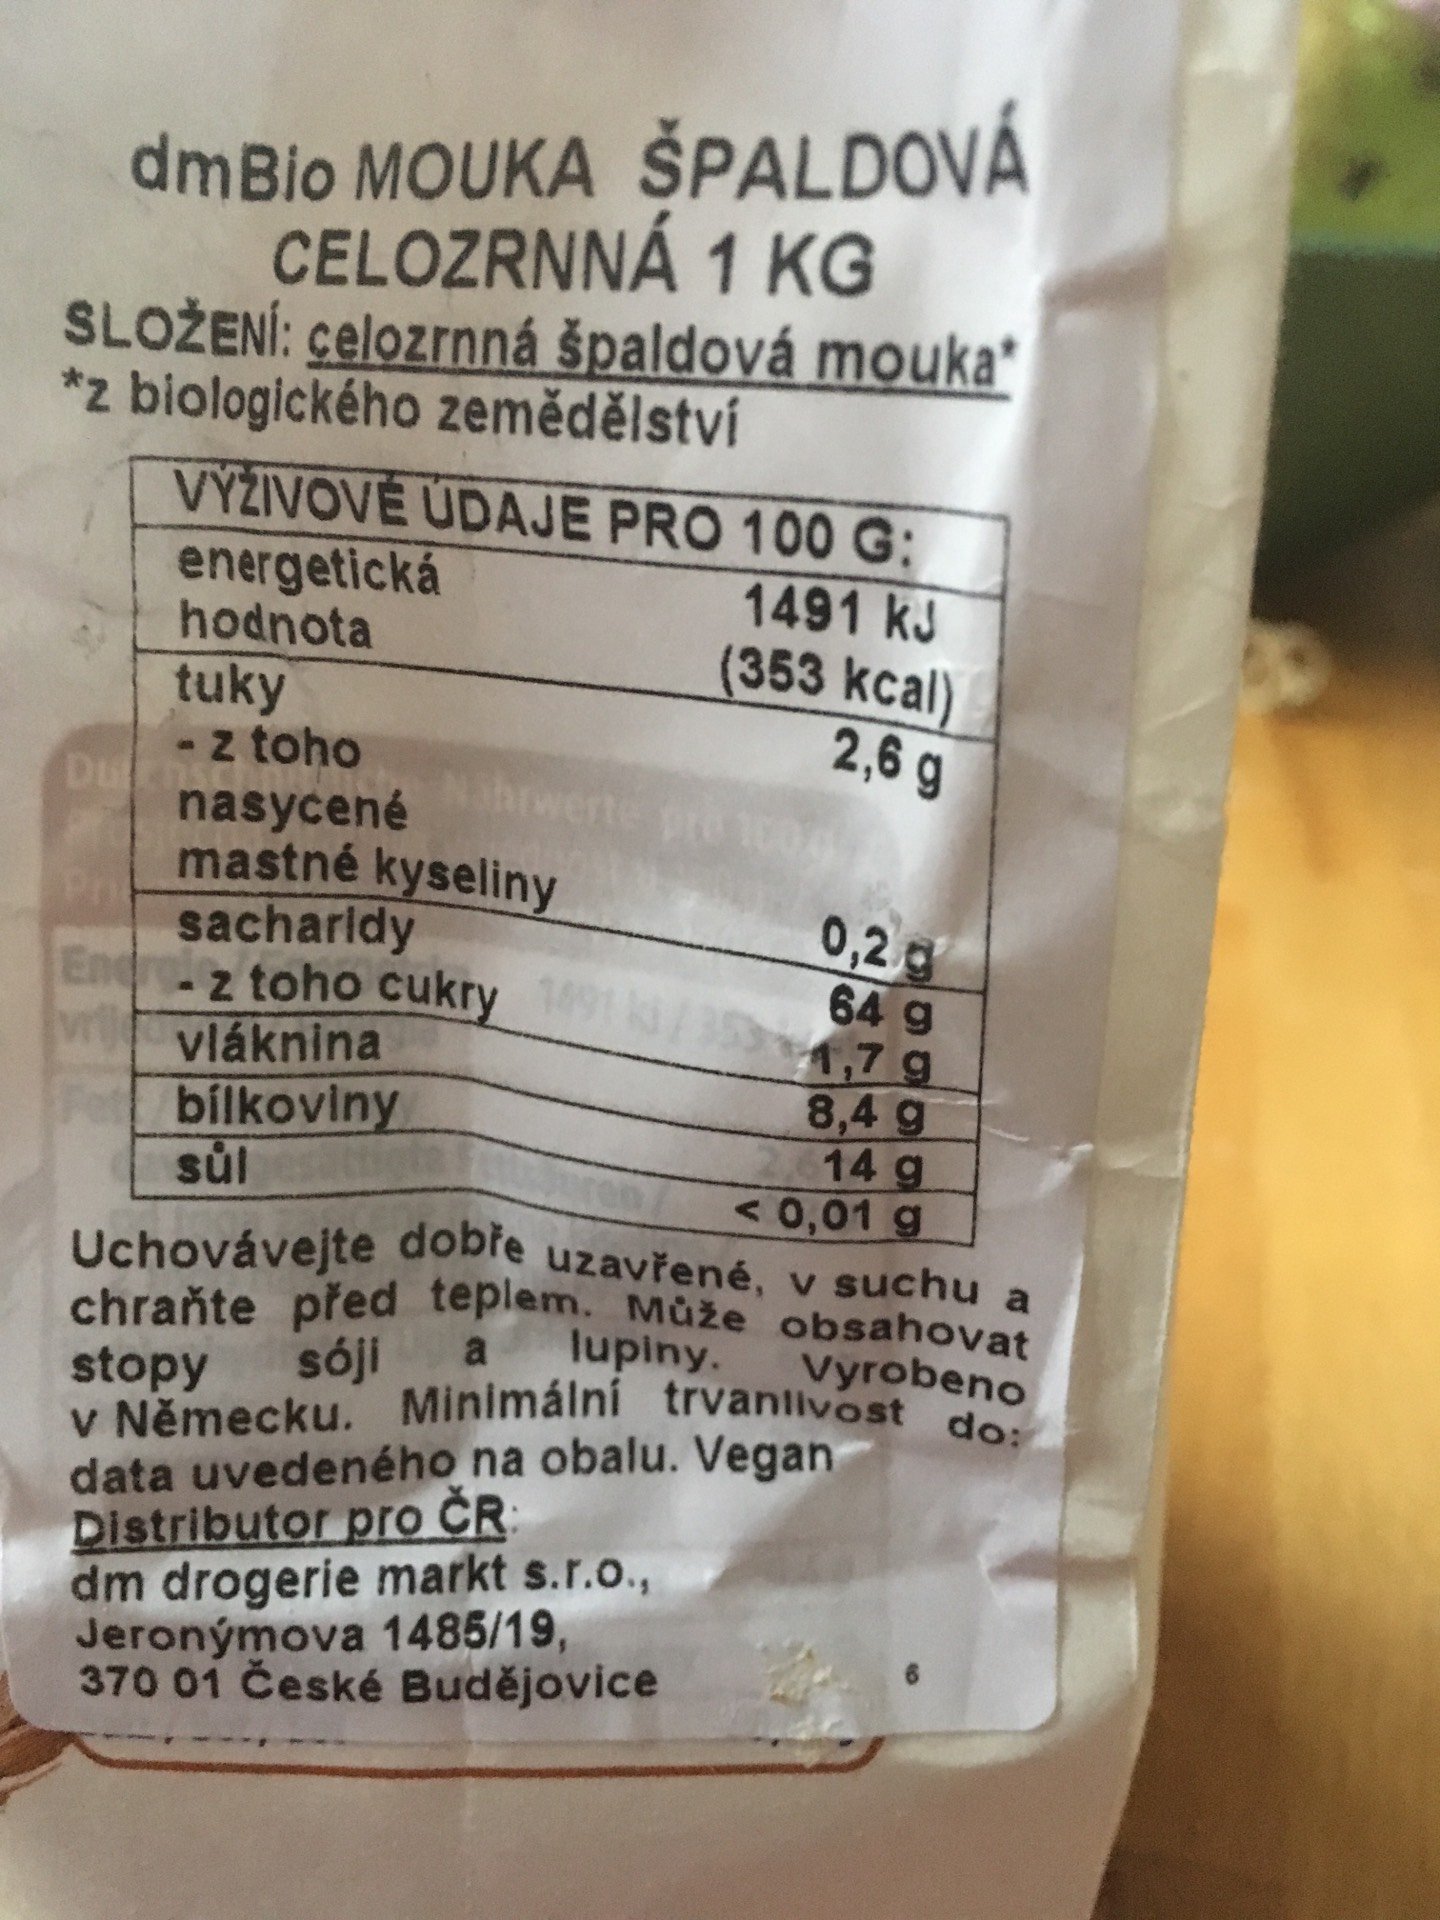 dmBio MOUKA ŠPALDOVÁ
CELOZRNNÁ 1 KG
SLOŽENÍ: celozrnná špaldová mouka*
*z biologického zemědělství
VÝŽIVOVÉ ÚDAJE PRO 100 G:
energetická 1491 kJ
hodnota (353 kcal)
tuky 2,6 g
- z toho
nasycené
mastné kyseliny 0,2 g
sacharidy 64 g
- z toho cukry 1,7 g
vláknina 8,4 g
bílkoviny 14 g
sůl < 0,01 g
Uchovávejte dobře uzavřené, v suchu a
chraňte před teplem. Může obsahovat
stopy sóji a lupiny. Vyrobeno
v Německu. Minimální trvanlivost do:
data uvedeného na obalu. Vegan
Distributor pro ČR:
dm drogerie markt s.r.o.,
Jeronýmova 1485/19,
370 01 České Budějovice
6